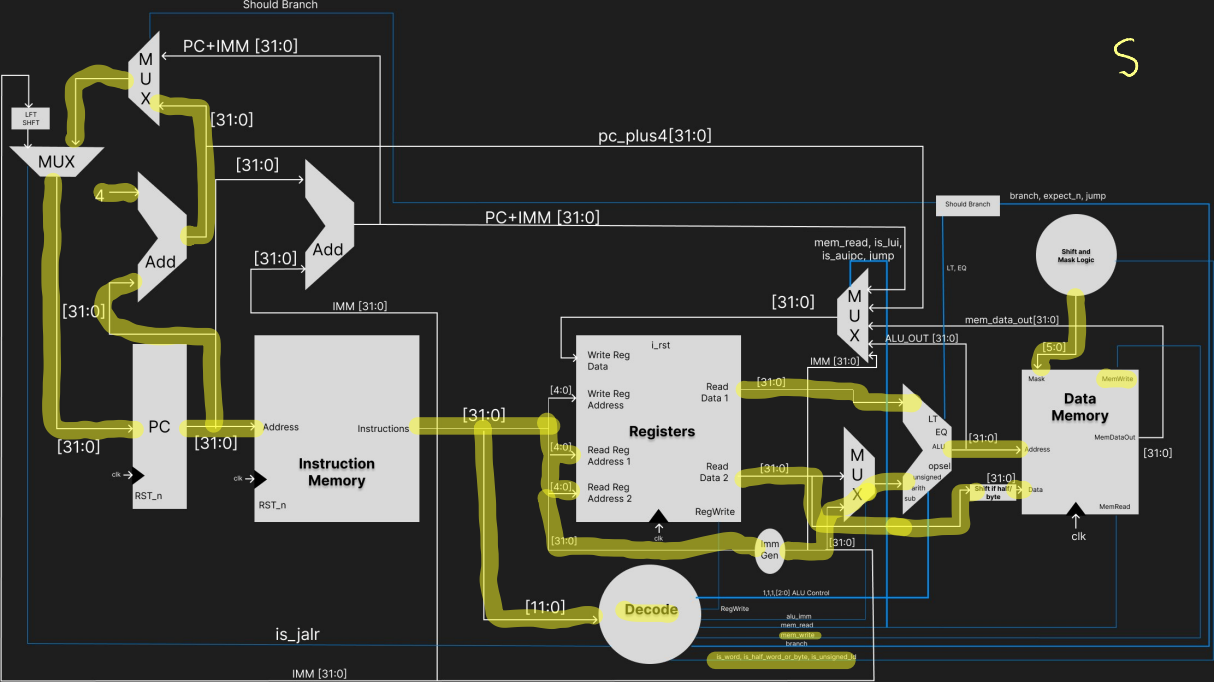 Should Branch
S
M
U
X
PC+IMM [31:0]
LFT
SHFT
[31:0]
pc_plus4[31:0]
MUX
[31:0]
4
Add
Add
[31:0]
PC+IMM [31:0]
Should Branch
branch, expect_n, jump
mem_read, is_lui,
is_auipc, jump
LT, EQ
Shift and
Mask Logic
[31:0]
IMM [31:0]
[31:0]
M
U
X
mem_data_out[31:0]
ALU_OUT [31:0]
[5:0]
IMM [31:0]
PC
[31:0]
[31:0]
clk
RST_n
Address
Instructions
Instruction
Memory
clk
RST_n
[31:0]
i_rst
Write Reg
Data
[4:0]
Write Reg
Address
[4:0]
Read Reg
Address 1
[4:0]
Read Reg
Address 2
Registers
Read
Data 1
Read
Data 2
RegWrite
clk
[31:0]
[31:0]
M
U
X
LT
EQ
ALU
opsel
unsigned
arith
sub
[31:0]
[31:0]
Shift if half/
byte
Mask
MemWrite
Data
Memory
MemDataOut
Address
Data
MemRead
clk
[31:0]
[31:0]
Imm
Gen
[31:0]
[11:0]
Decode
1,1,1,[2:0] ALU Control
RegWrite
alu_imm
mem_read
mem_write
branch
is_word, is_half_word_or_byte, is_unsigned_ld
is_jalr
IMM [31:0]